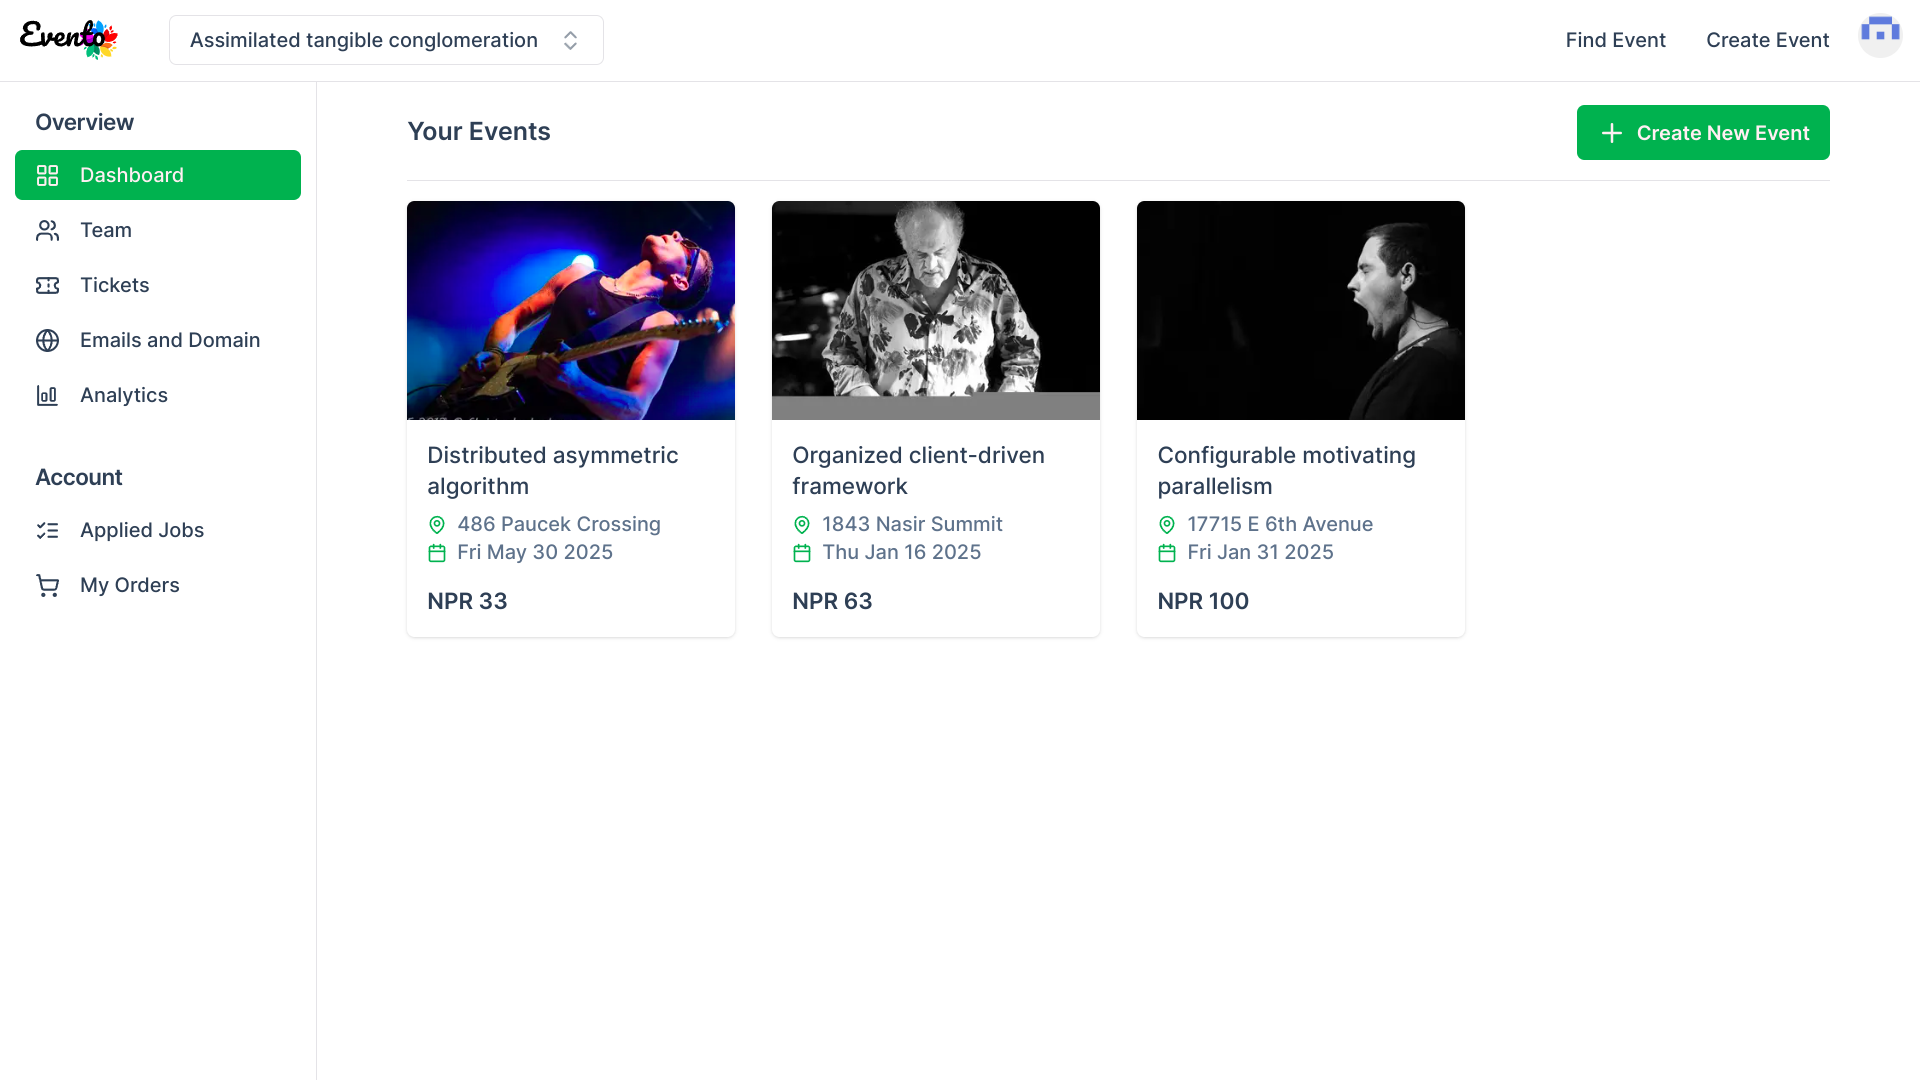 Evento
Assimilated tangible conglomeration
Find Event
Create Event
Overview
Dashboard
Team
Tickets
Emails and Domain
Analytics
Account
Applied Jobs
My Orders
Your Events
Create New Event
Distributed asymmetric
algorithm
486 Paucek Crossing
Fri May 30 2025
NPR 33
Organized client-driven
framework
1843 Nasir Summit
Thu Jan 16 2025
NPR 63
Configurable motivating
parallelism
17715 E 6th Avenue
Fri Jan 31 2025
NPR 100